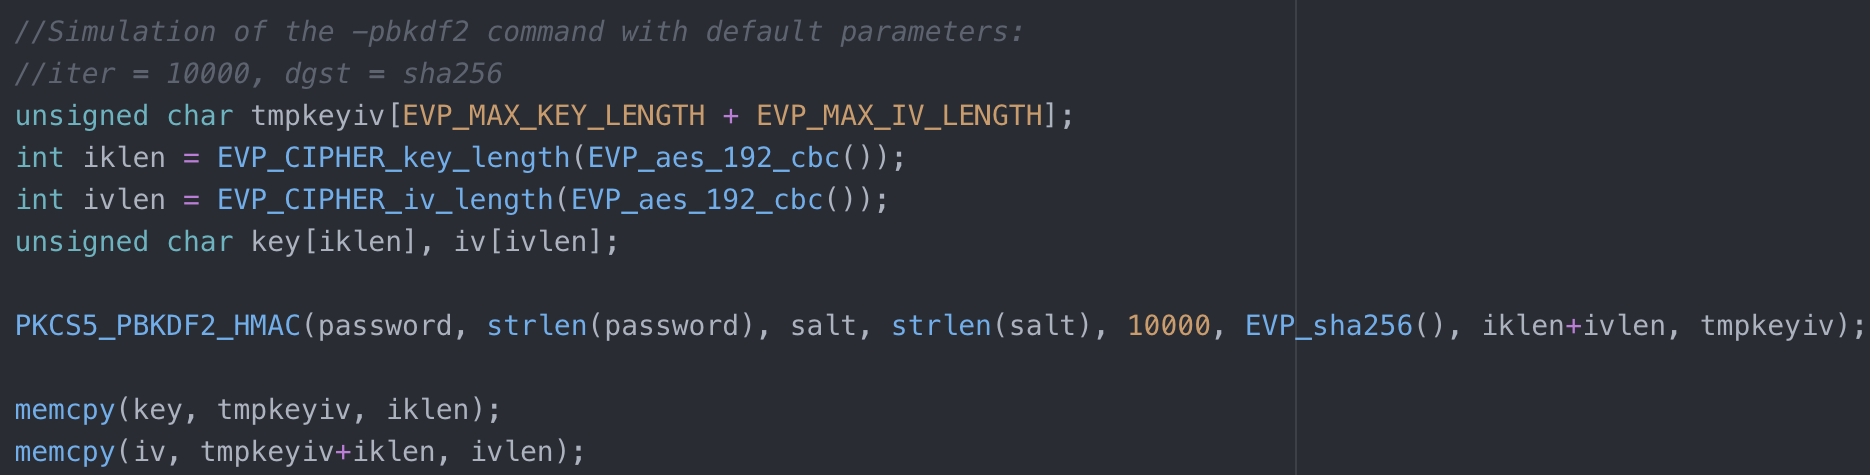 //Simulation of the –pbkdf2 command with default parameters:
//iter = 10000, dgst = sha256
unsigned char tmpkeyiv[EVP_MAX_KEY_LENGTH + EVP_MAX_IV_LENGTH];
int iklen = EVP_CIPHER_key_length(EVP_aes_192_cbc());
int ivlen = EVP_CIPHER_iv_length(EVP_aes_192_cbc());
unsigned char key[iklen], iv[ivlen];
PKCS5_PBKDF2_HMAC(password, strlen(password), salt, strlen(salt), 10000, EVP_sha256(), iklen+ivlen, tmpkeyiv);
memcpy(key, tmpkeyiv, iklen);
memcpy(iv, tmpkeyiv+iklen, ivlen);